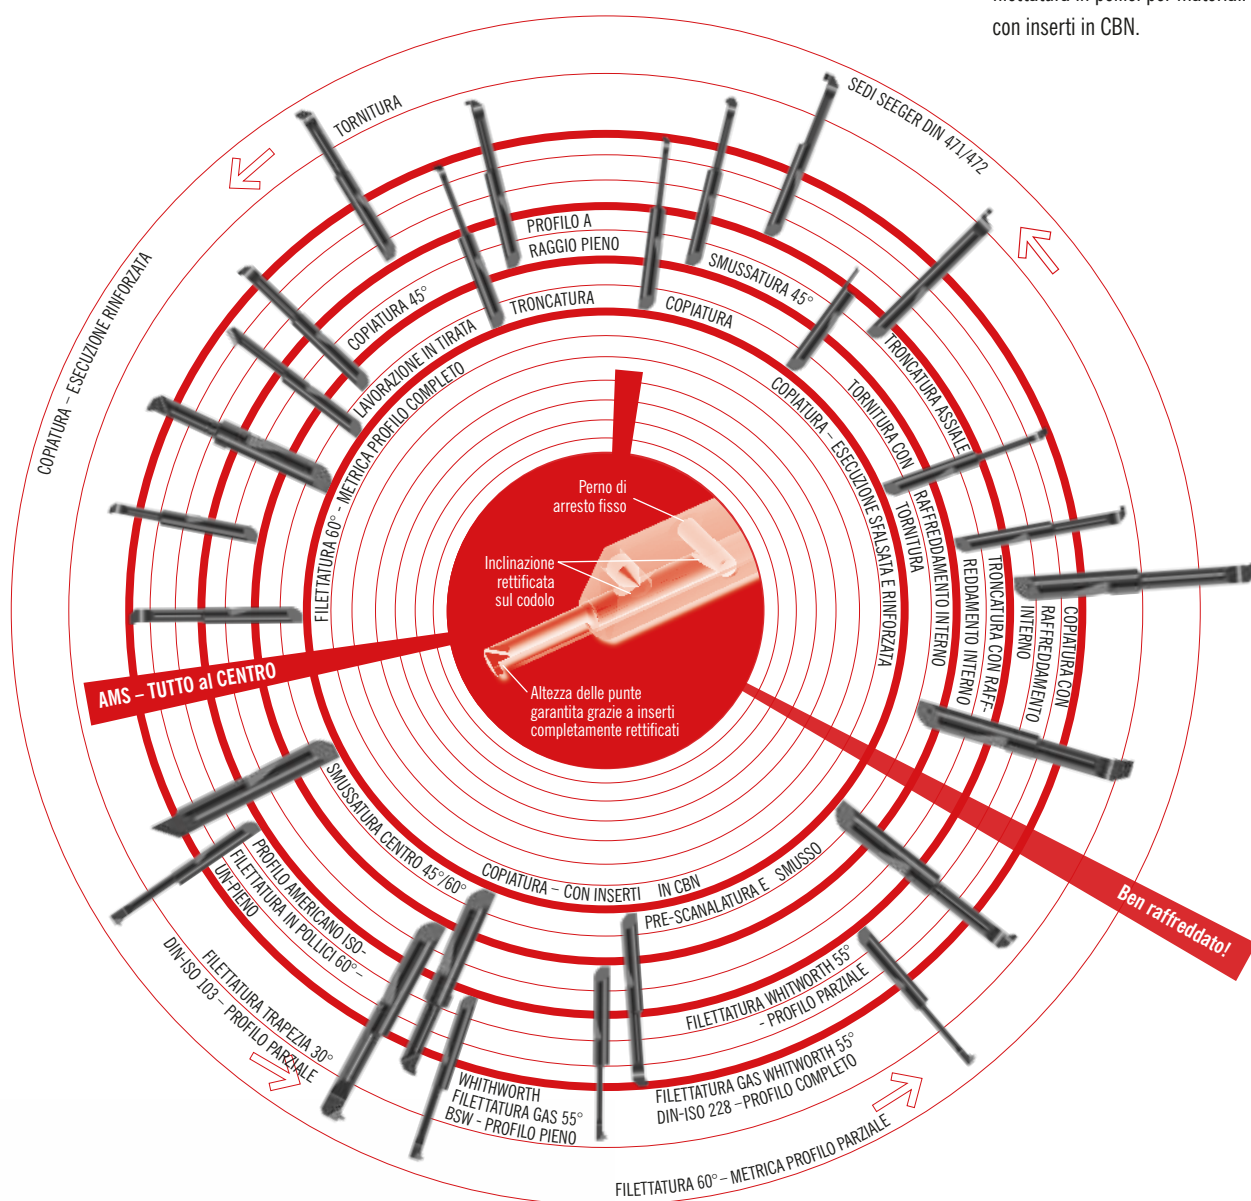 con inserti in CBN.
TORNITURA
SEDI SEEGER DIN 471/472
COPIATURA – ESECUZIONE RINFORZATA
PROFILO A
RAGGIO PIENO
SMUSSATURA 45°
COPIATURA 45°
TRONCATURA
COPIATURA
LAVORAZIONE IN TIRATA
TRONCATURA ASSIALE
FILETTATURA 60° - METRICA PROFILO COMPLETO
COPIATURA – ESECUZIONE SFALSATA E RINFORZATA
TORNITURA CON
RAFFREDDAMENTO INTERNO
TORNITURA
TRONCATURA CON RAFF-
REDDAMENTO INTERNO
COPIATURA CON
RAFFREDDAMENTO
INTERNO
Perno di
arresto fisso
Inclinazione
rettificata
sul codolo
Altezza delle punte
garantita grazie a inserti
completamente rettificati
AMS – TUTTO al CENTRO
Ben raffreddato!
SMUSSATURA CENTRO 45°/60°
COPIATURA – CON INSERTI IN CBN
PRE-SCANALATURA E SMUSSO
PROFILO AMERICANO ISO-
FILETTATURA IN POLLICI 60° –
UN-PIENO
FILETTATURA WHITWORTH 55°
- PROFILO PARZIALE
FILETTATURA TRAPEZIA 30°
DIN-ISO 103 – PROFILO PARZIALE
WHITHWORTH
FILETTATURA GAS 55°
BSW - PROFILO PIENO
FILETTATURA GAS WHITWORTH 55°
DIN-ISO 228 –PROFILO COMPLETO
FILETTATURA 60° – METRICA PROFILO PARZIALE